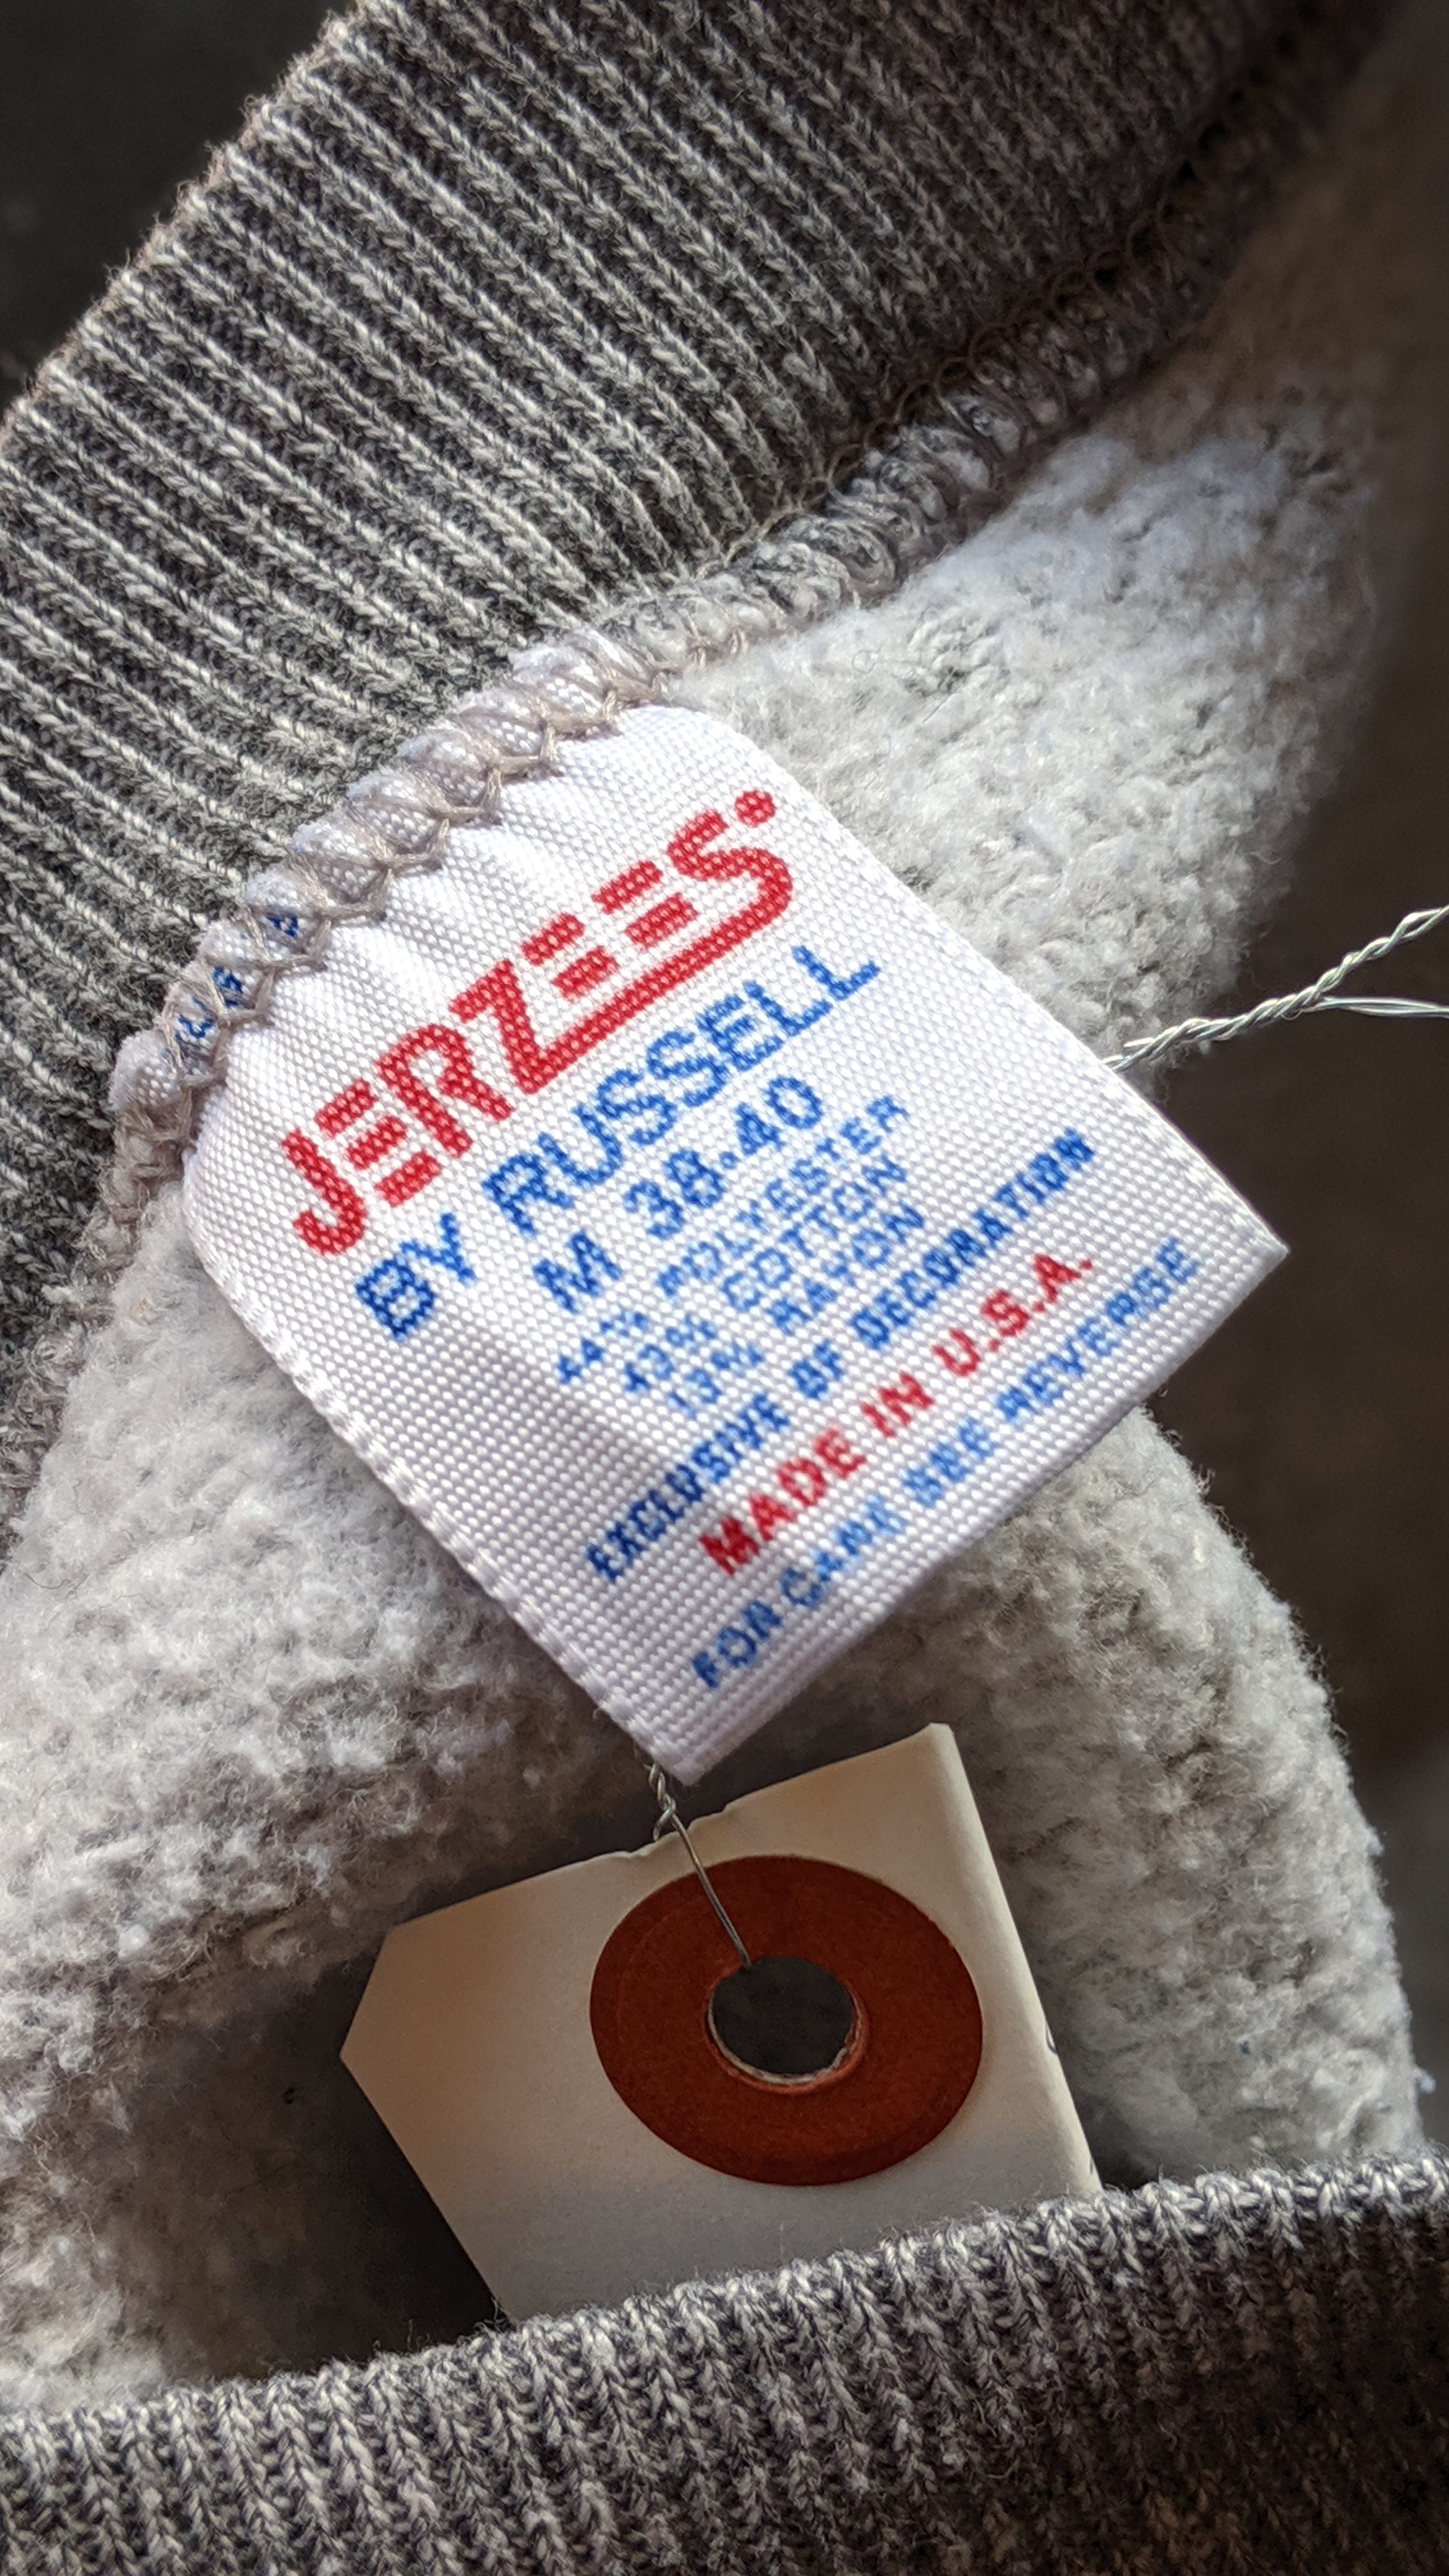 JERZEES®
BY RUSSELL
M 38-40
44% POLYESTER
43% COTTON
13% RAYON
EXCLUSIVE OF DECORATION
MADE IN U.S.A.
FOR CARE SEE REVERSE